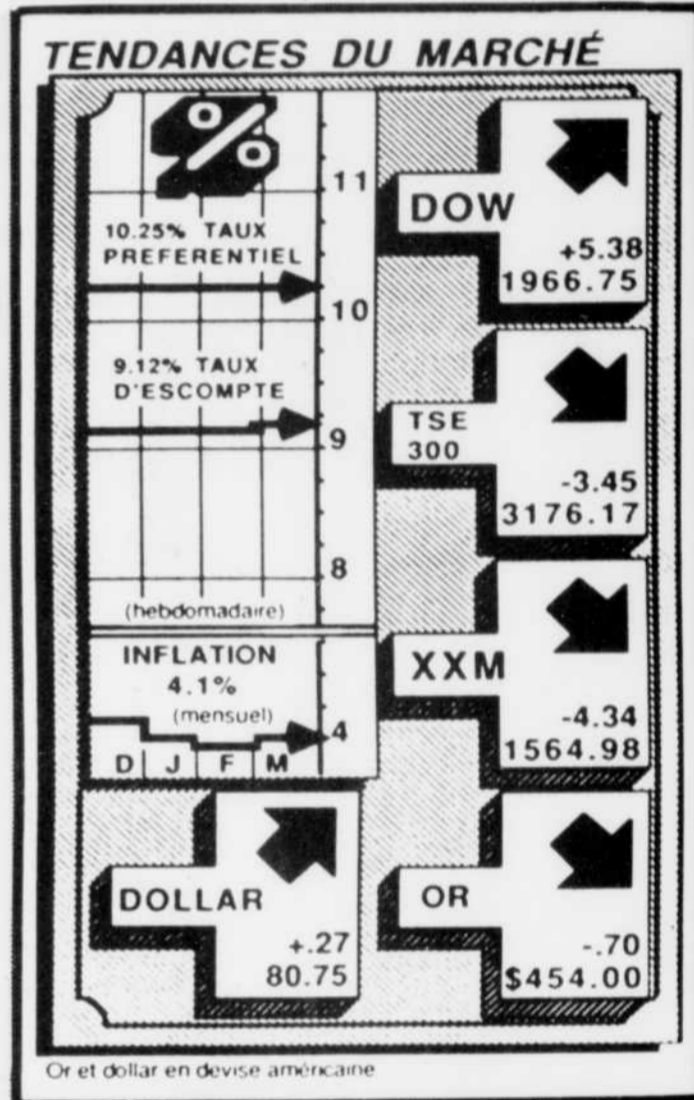 TENDANCES DU MARCHÉ
%
11
10.25% TAUX
PREFERENTIEL
10
9.12% TAUX
D'ESCOMPTE
9
8
(hebdomadaire)
INFLATION
4.1%
(mensuel)
4
D J F M
DOW
+5.38
1966.75
TSE
300
-3.45
3176.17
XXM
-4.34
1564.98
DOLLAR
+.27
80.75
OR
-.70
$454.00
Or et dollar en devise américaine